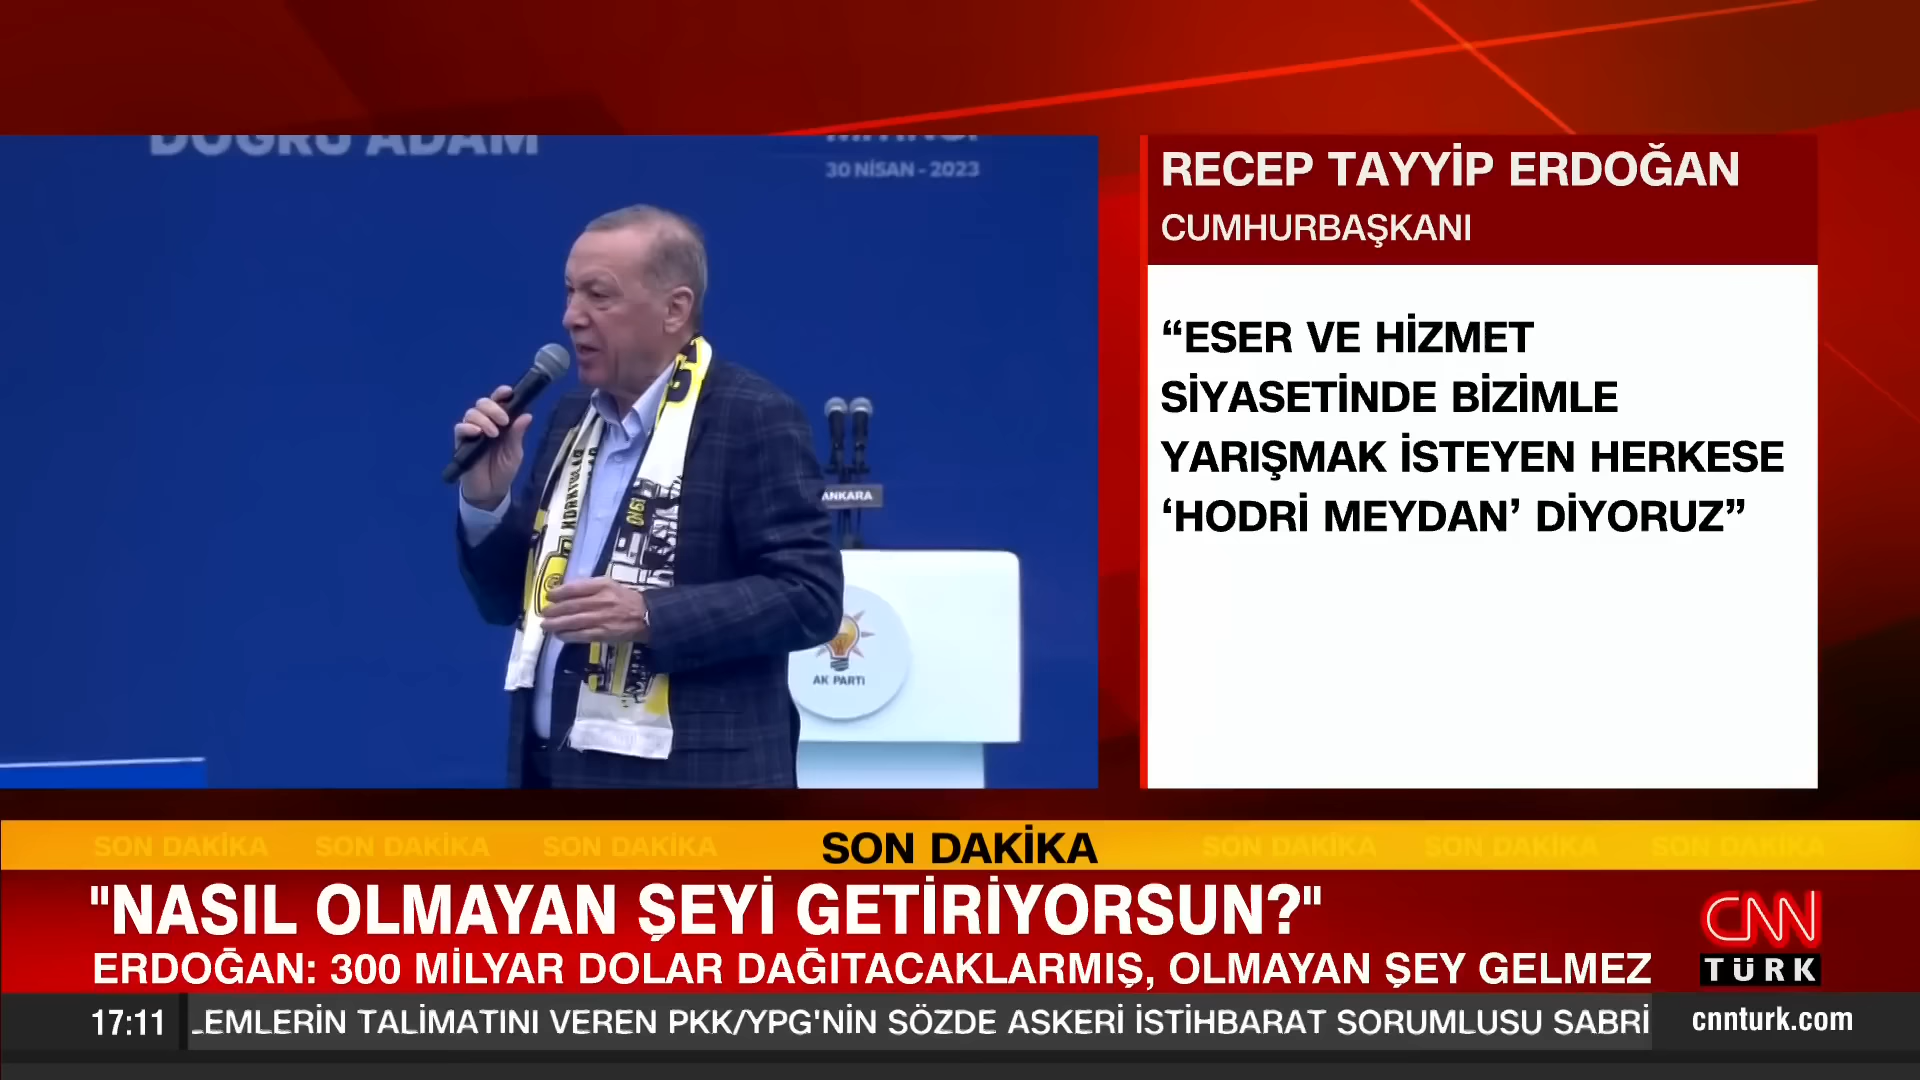 DOĞRU ADAM
30 NİSAN - 2023
ANKARA
AK PARTİ
RECEP TAYYİP ERDOĞAN
CUMHURBAŞKANI
“ESER VE HİZMET
SİYASETİNDE BİZİMLE
YARIŞMAK İSTEYEN HERKESE
‘HODRİ MEYDAN’ DİYORUZ”
SON DAKİKA SON DAKİKA SON DAKİKA SON DAKİKA SON DAKİKA SON DAKİKA SON DAKİKA
"NASIL OLMAYAN ŞEYİ GETİRİYORSUN?"
ERDOĞAN: 300 MİLYAR DOLAR DAĞITACAKLARMIŞ, OLMAYAN ŞEY GELMEZ
CNN
TÜRK
17:11 LEMLERİN TALİMATINI VEREN PKK/YPG'NİN SÖZDE ASKERİ İSTİHBARAT SORUMLUSU SABRİ cnnturk.com